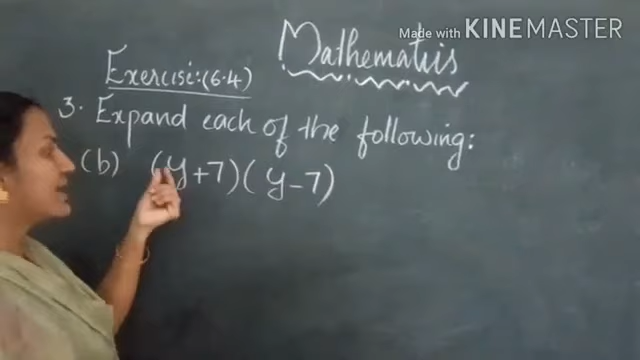 Made with KINEMASTER
Mathematics
Exercise:(6.4)
3. Expand each of the following:
(b) (y+7)(y-7)